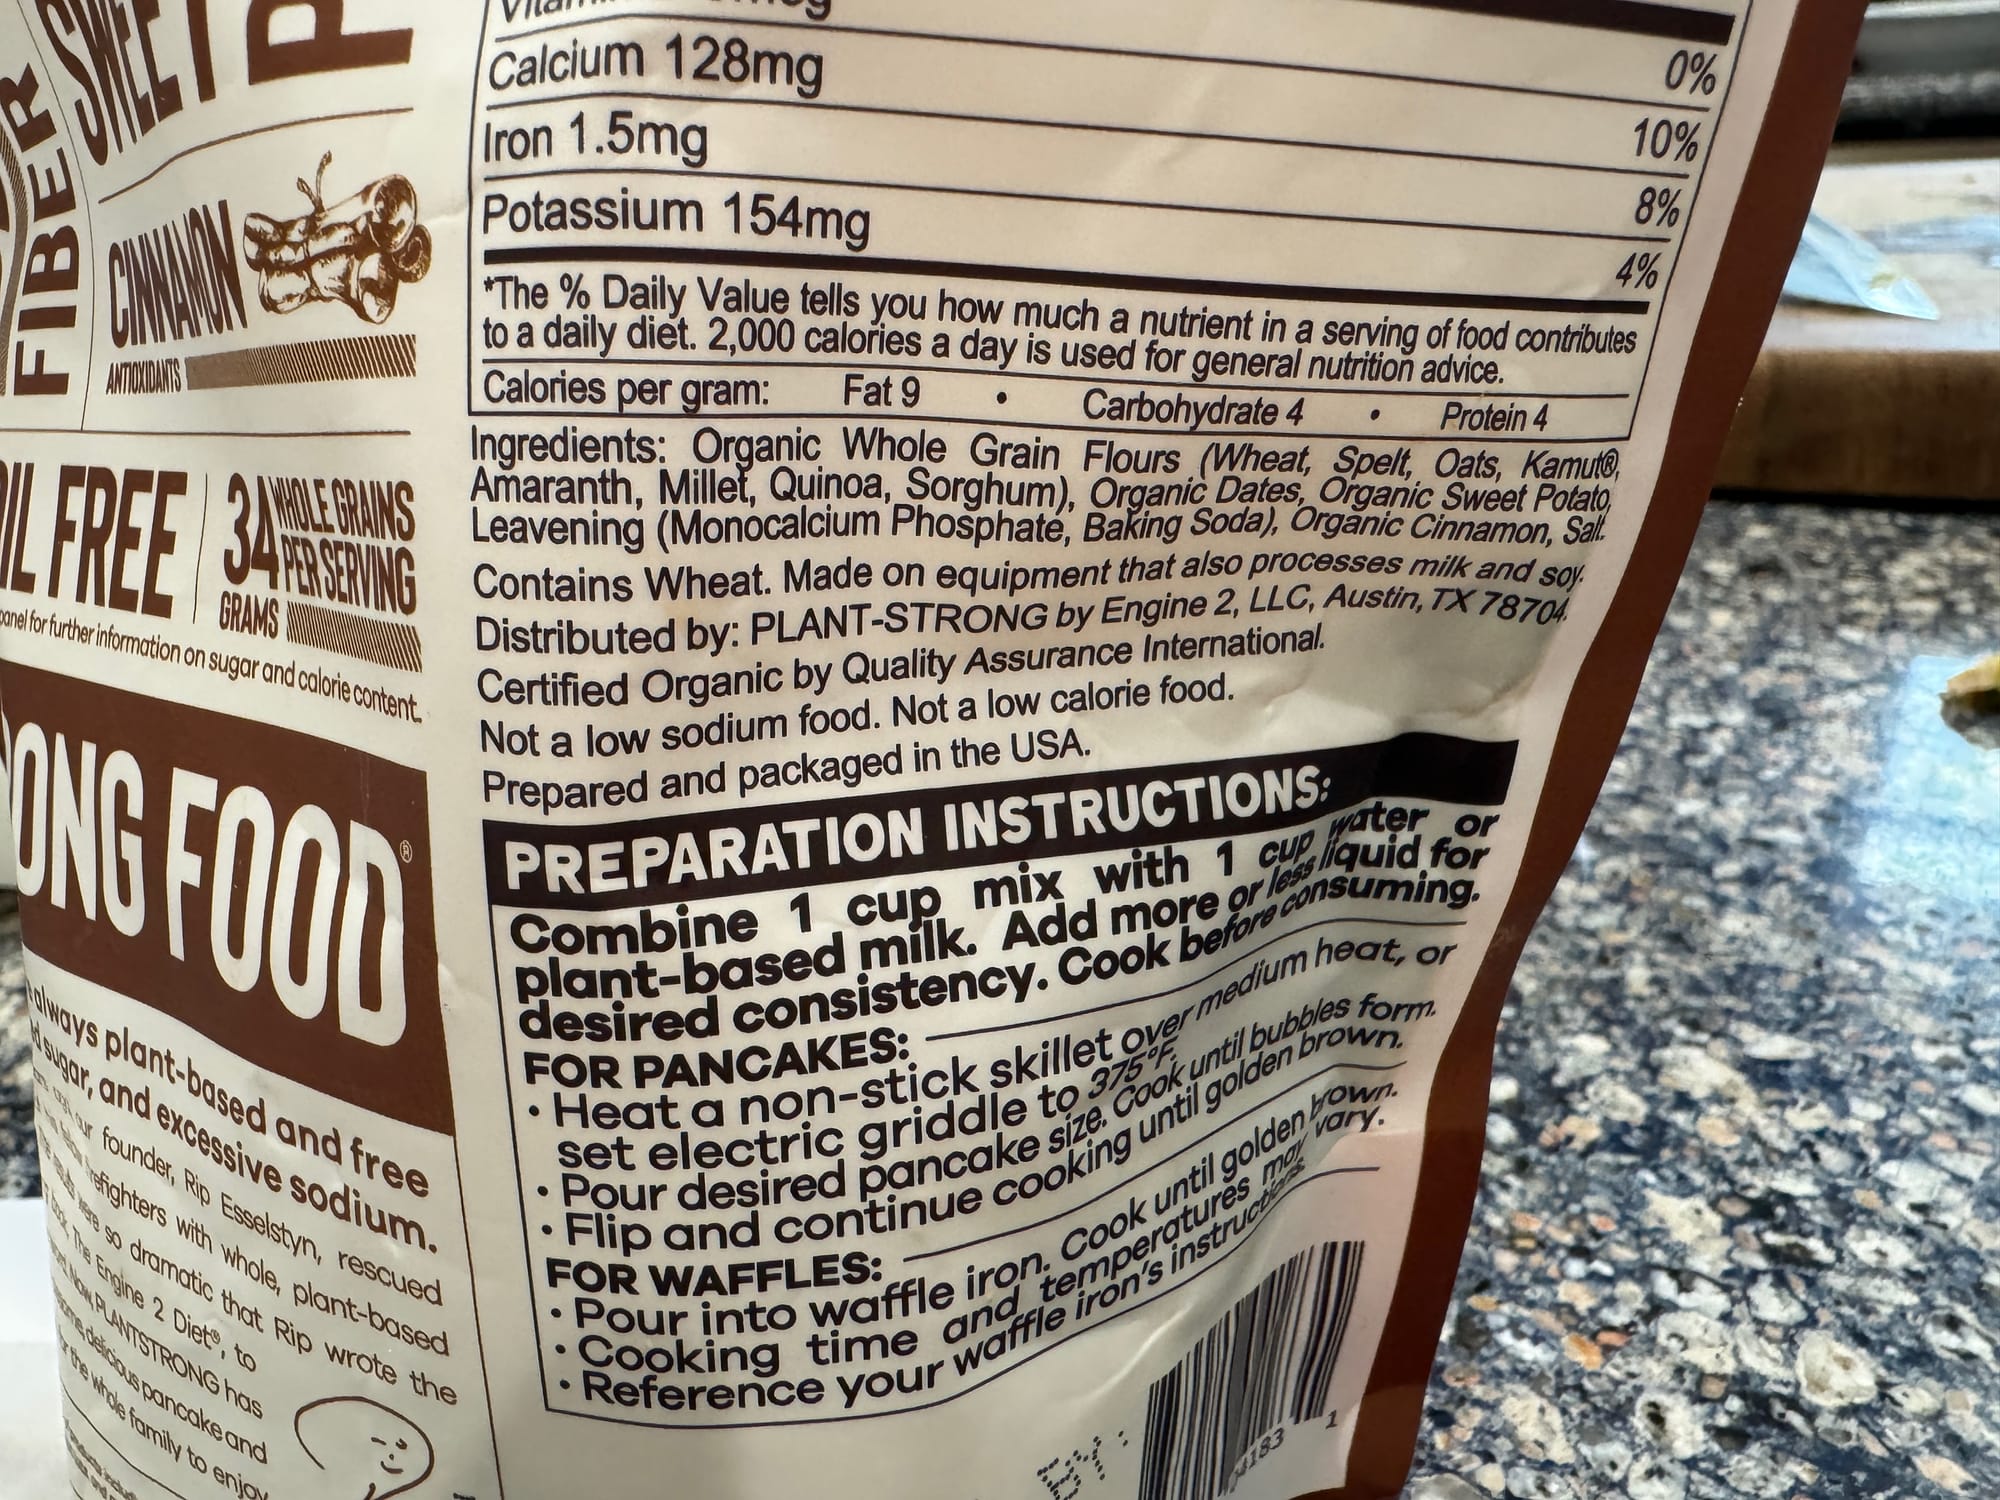 SWEET
P
FIBER
CINNAMON
ANTIOXIDANTS
OIL FREE
34 WHOLE GRAINS
GRAMS PER SERVING
panel for further information on sugar and calorie content.
ONG FOOD®
always plant-based and free
sugar, and excessive sodium.
our founder, Rip Esselstyn, rescued
firefighters with whole, plant-based
were so dramatic that Rip wrote the
The Engine 2 Diet®, to
Now, PLANTSTRONG has
delicious pancake and
for the whole family to enjoy
Calcium 128mg
0%
Iron 1.5mg
10%
Potassium 154mg
8%
4%
*The % Daily Value tells you how much a nutrient in a serving of food contributes
to a daily diet. 2,000 calories a day is used for general nutrition advice.
Calories per gram: Fat 9 • Carbohydrate 4 • Protein 4
Ingredients: Organic Whole Grain Flours (Wheat, Spelt, Oats, Kamut®,
Amaranth, Millet, Quinoa, Sorghum), Organic Dates, Organic Sweet Potato,
Leavening (Monocalcium Phosphate, Baking Soda), Organic Cinnamon, Salt.
Contains Wheat. Made on equipment that also processes milk and soy.
Distributed by: PLANT-STRONG by Engine 2, LLC, Austin, TX 78704.
Certified Organic by Quality Assurance International.
Not a low sodium food. Not a low calorie food.
Prepared and packaged in the USA.
PREPARATION INSTRUCTIONS:
Combine 1 cup mix with 1 cup water or
plant-based milk. Add more or less liquid for
desired consistency. Cook before consuming.
FOR PANCAKES:
• Heat a non-stick skillet over medium heat, or
set electric griddle to 375°F.
• Pour desired pancake size. Cook until bubbles form.
• Flip and continue cooking until golden brown.
FOR WAFFLES:
• Pour into waffle iron. Cook until golden brown.
• Cooking time and temperatures may vary.
• Reference your waffle iron's instructions.
1